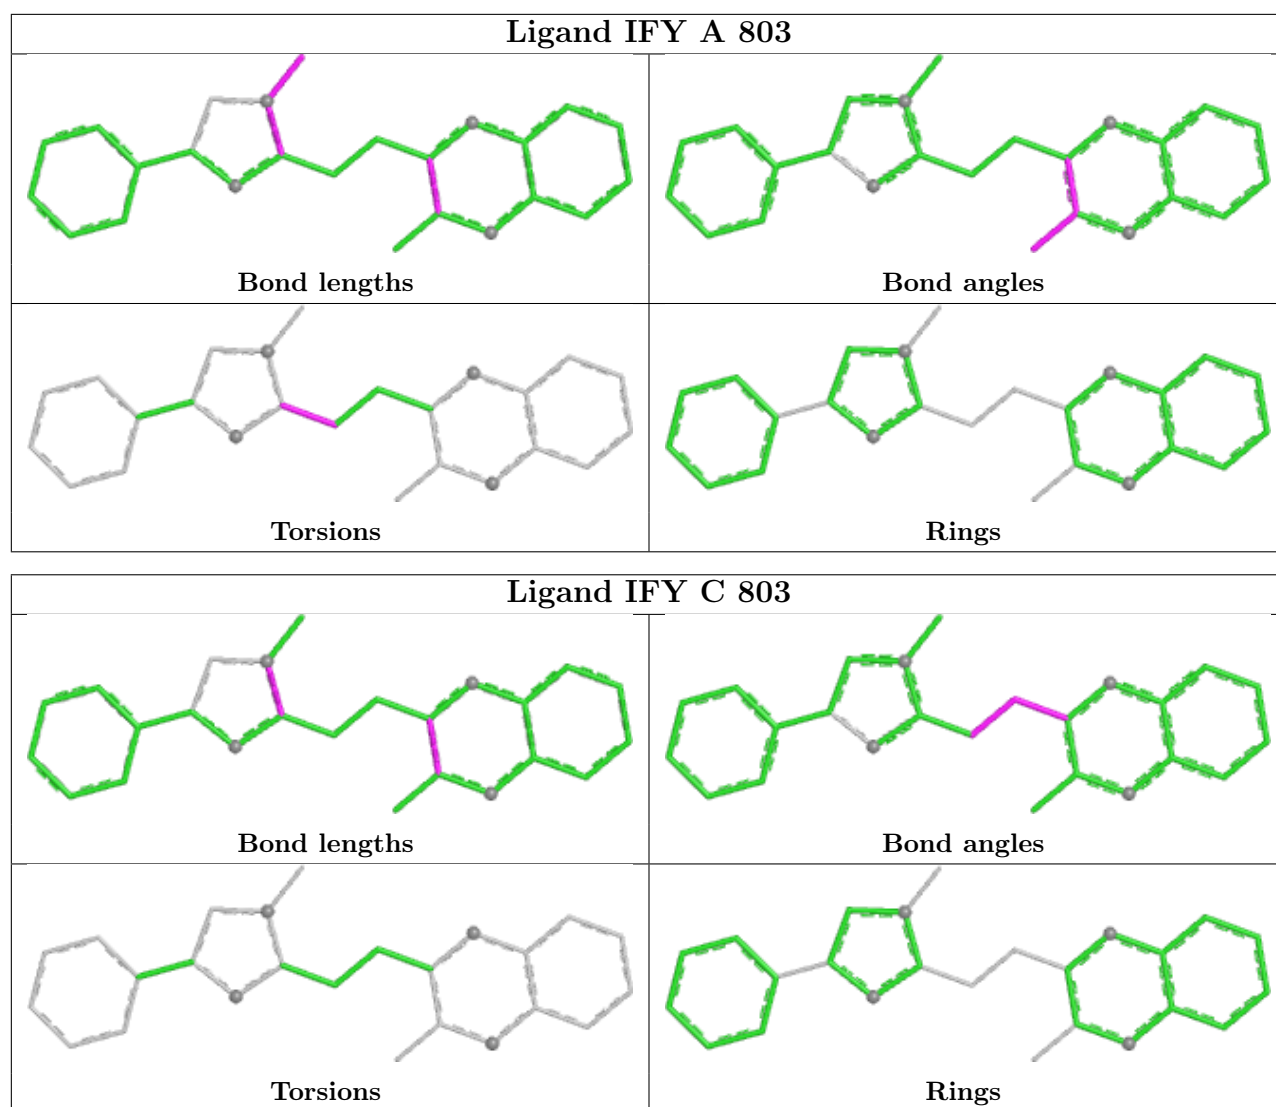 Ligand IFY A 803
Bond lengths
Bond angles
Torsions
Rings
Ligand IFY C 803
Bond lengths
Bond angles
Torsions
Rings